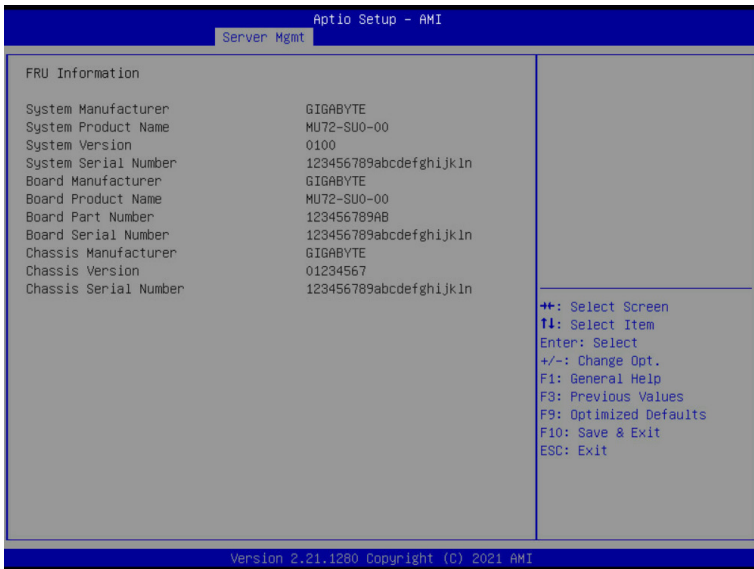 Aptio Setup – AMI
Server Mgmt
FRU Information
System Manufacturer GIGABYTE
System Product Name MU72-SU0-00
System Version 0100
System Serial Number 123456789abcdefghijkln
Board Manufacturer GIGABYTE
Board Product Name MU72-SU0-00
Board Part Number 123456789AB
Board Serial Number 123456789abcdefghijkln
Chassis Manufacturer GIGABYTE
Chassis Version 01234567
Chassis Serial Number 123456789abcdefghijkln
→←: Select Screen
↑↓: Select Item
Enter: Select
+/-: Change Opt.
F1: General Help
F3: Previous Values
F9: Optimized Defaults
F10: Save & Exit
ESC: Exit
Version 2.21.1280 Copyright (C) 2021 AMI